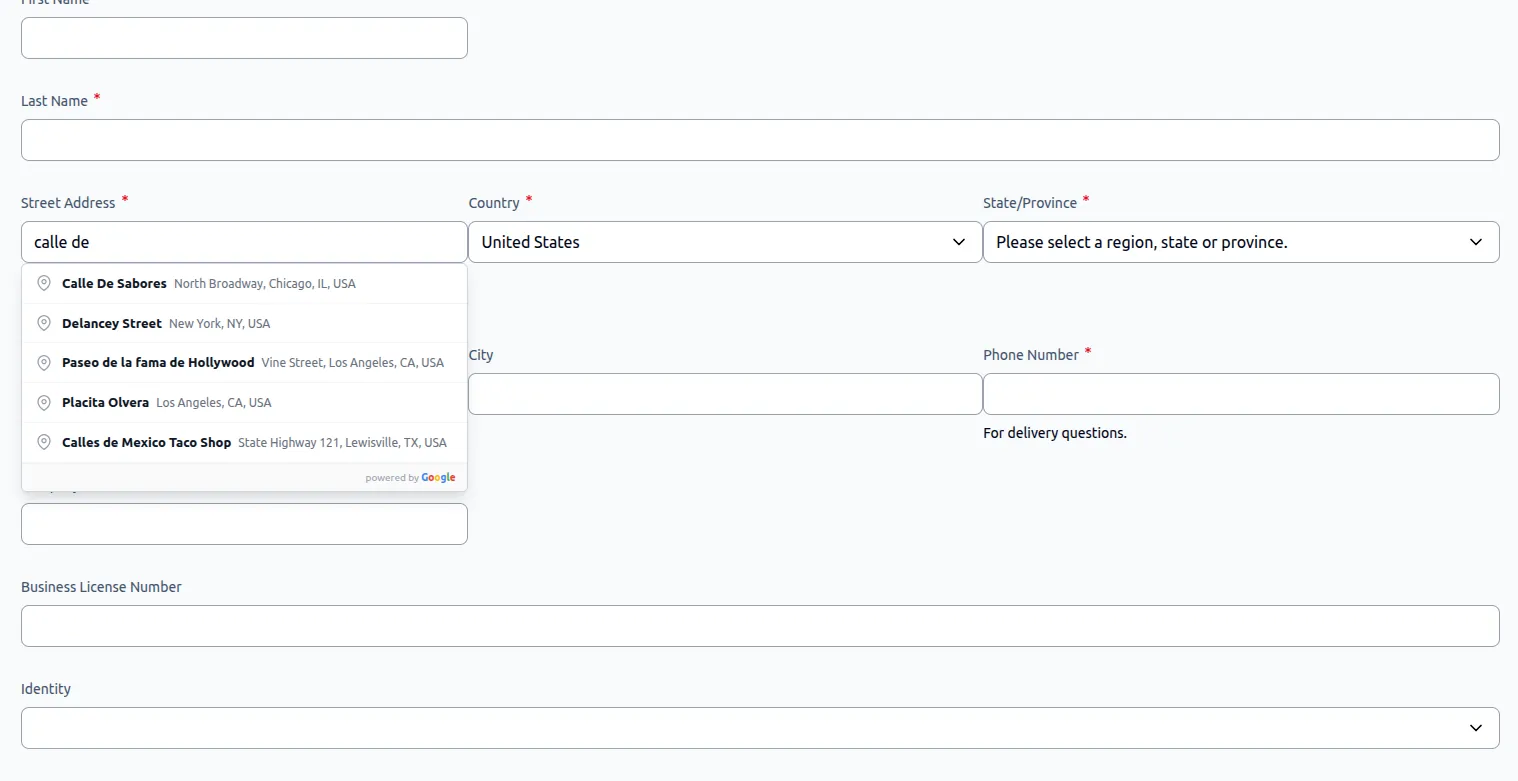 First Name
Last Name *
Street Address * Country * State/Province *
calle de United States Please select a region, state or province.
Calle De Sabores North Broadway, Chicago, IL, USA
Delancey Street New York, NY, USA
Paseo de la fama de Hollywood Vine Street, Los Angeles, CA, USA
City Phone Number *
Placita Olvera Los Angeles, CA, USA
For delivery questions.
Calles de Mexico Taco Shop State Highway 121, Lewisville, TX, USA
powered by Google
Business License Number
Identity